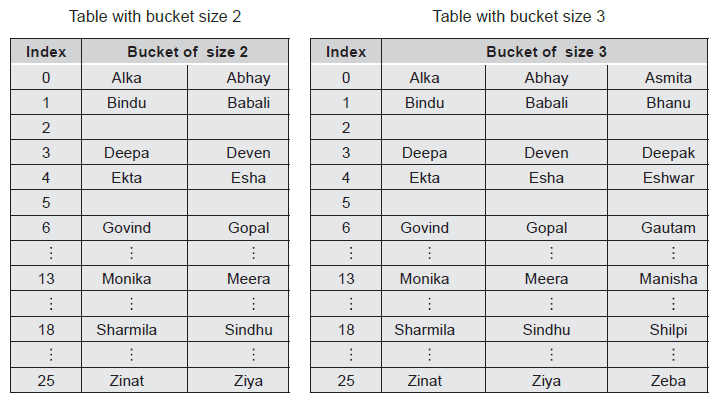 Table with bucket size 2
Index Bucket of size 2
0 Alka Abhay
1 Bindu Babali
2
3 Deepa Deven
4 Ekta Esha
5
6 Govind Gopal
⋮ ⋮ ⋮
13 Monika Meera
⋮ ⋮ ⋮
18 Sharmila Sindhu
⋮ ⋮ ⋮
25 Zinat Ziya
Table with bucket size 3
Index Bucket of size 3
0 Alka Abhay Asmita
1 Bindu Babali Bhanu
2
3 Deepa Deven Deepak
4 Ekta Esha Eshwar
5
6 Govind Gopal Gautam
⋮ ⋮ ⋮ ⋮
13 Monika Meera Manisha
⋮ ⋮ ⋮ ⋮
18 Sharmila Sindhu Shilpi
⋮ ⋮ ⋮ ⋮
25 Zinat Ziya Zeba